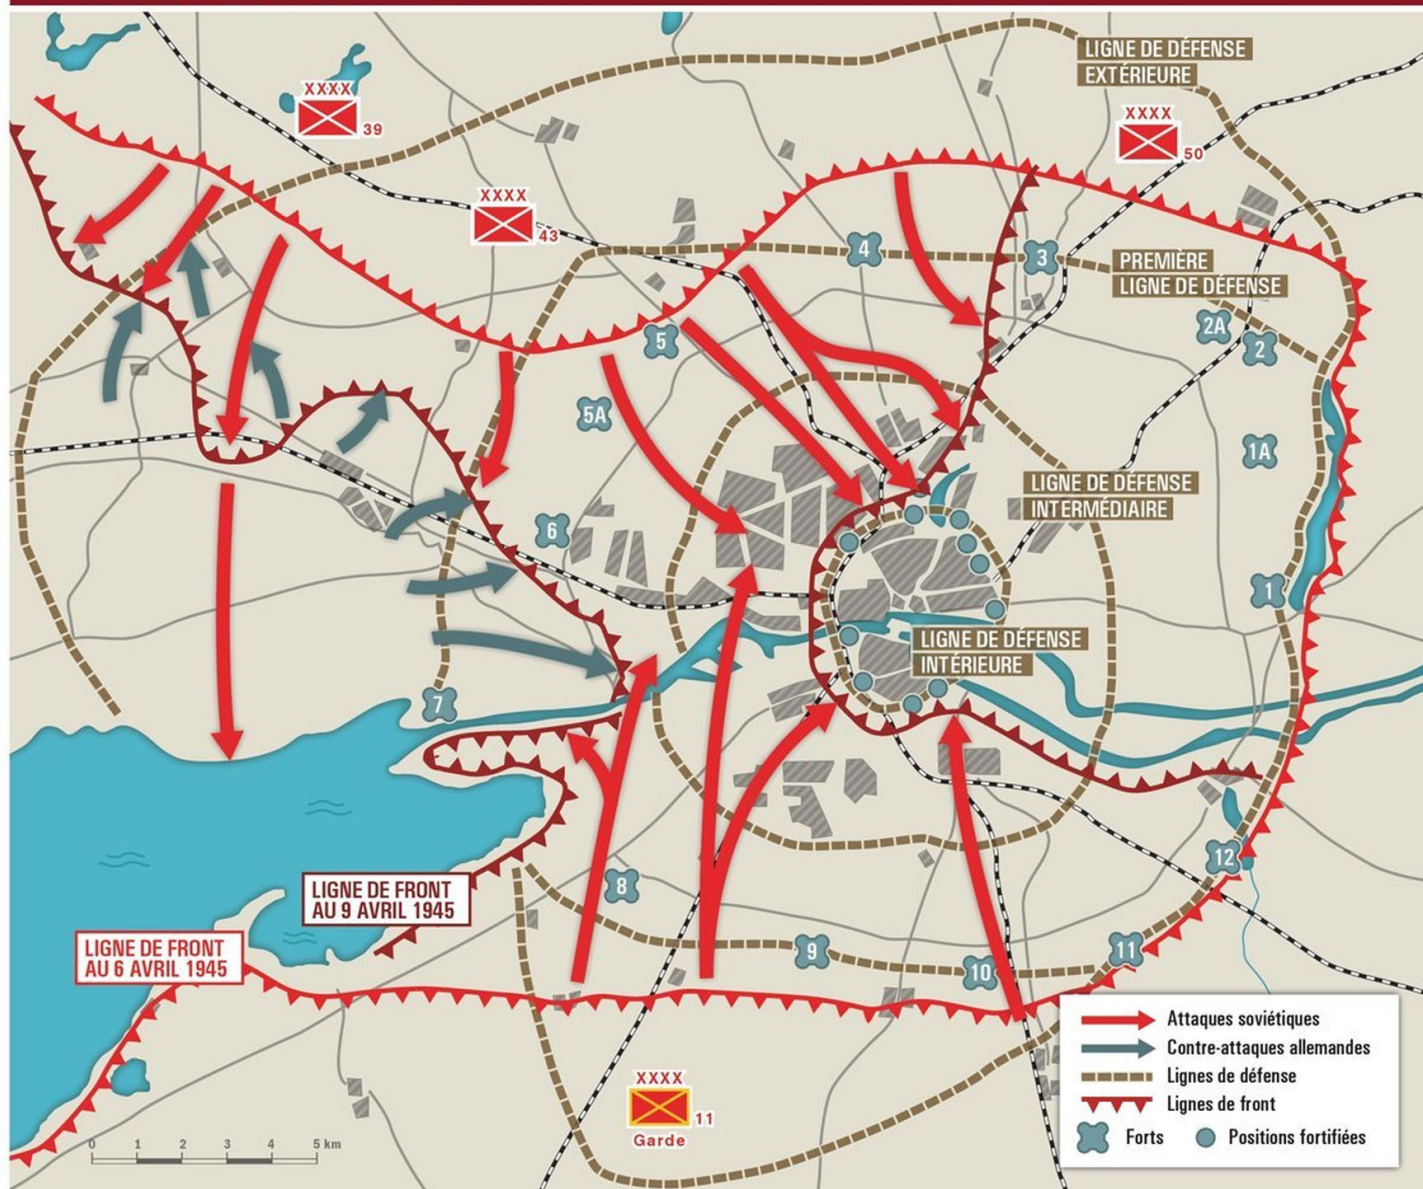 LIGNE DE DÉFENSE
EXTÉRIEURE
XXXX
39
XXXX
50
XXXX
43
4
3
PREMIÈRE
LIGNE DE DÉFENSE
2A
2
5
5A
1A
LIGNE DE DÉFENSE
INTERMÉDIAIRE
6
1
LIGNE DE DÉFENSE
INTÉRIEURE
7
12
8
LIGNE DE FRONT
AU 9 AVRIL 1945
LIGNE DE FRONT
AU 6 AVRIL 1945
9
10
11
Attaques soviétiques
Contre-attaques allemandes
Lignes de défense
Lignes de front
Forts
Positions fortifiées
XXXX
11
Garde
0 1 2 3 4 5 km